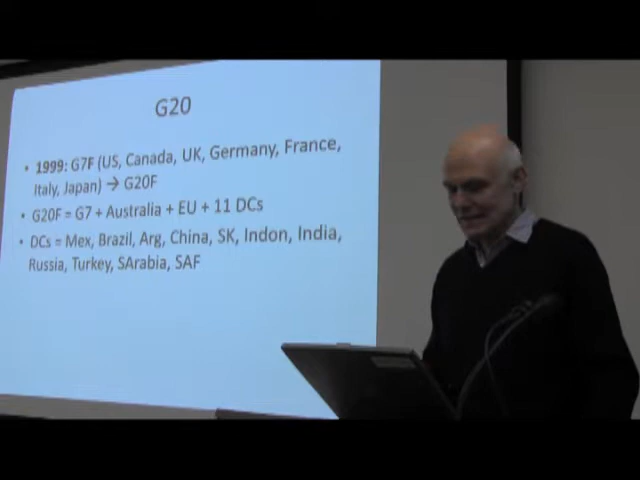 G20
• 1999: G7F (US, Canada, UK, Germany, France,
Italy, Japan) → G20F
• G20F = G7 + Australia + EU + 11 DCs
• DCs = Mex, Brazil, Arg, China, SK, Indon, India,
Russia, Turkey, SArabia, SAF